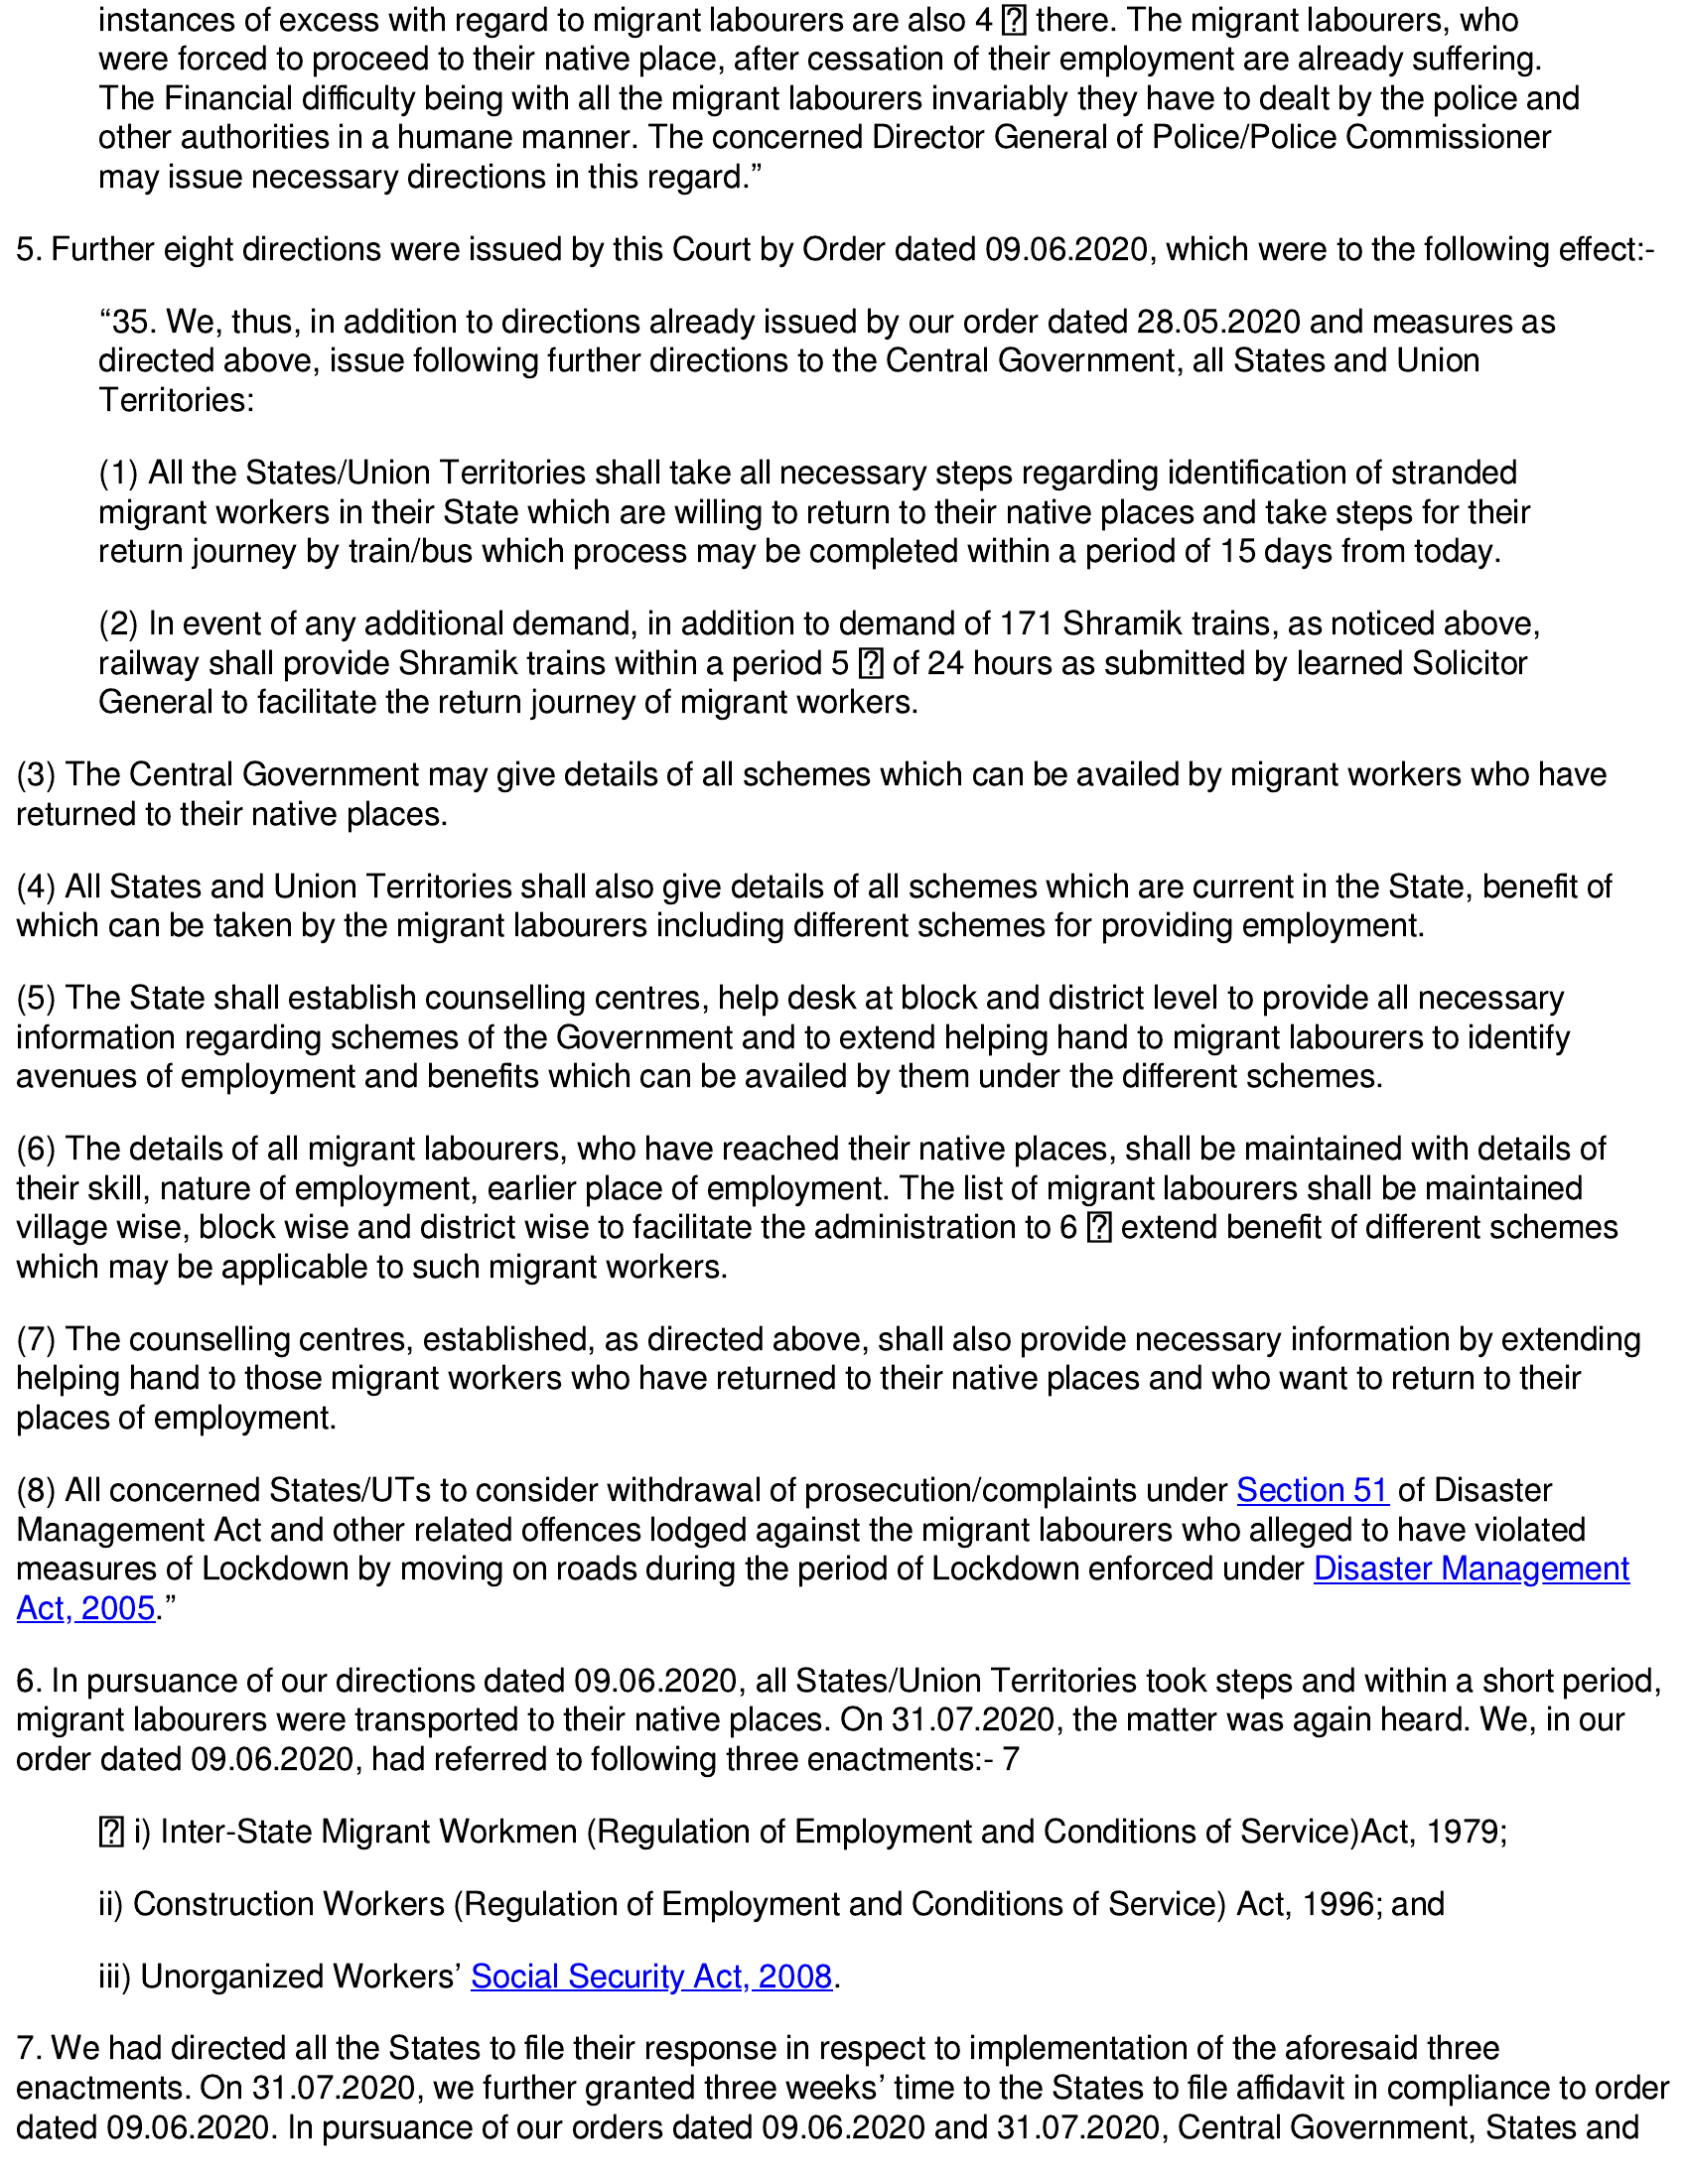 instances of excess with regard to migrant labourers are also 4 ⍰ there. The migrant labourers, who
were forced to proceed to their native place, after cessation of their employment are already suffering.
The Financial difficulty being with all the migrant labourers invariably they have to dealt by the police and
other authorities in a humane manner. The concerned Director General of Police/Police Commissioner
may issue necessary directions in this regard.”
5. Further eight directions were issued by this Court by Order dated 09.06.2020, which were to the following effect:-
“35. We, thus, in addition to directions already issued by our order dated 28.05.2020 and measures as
directed above, issue following further directions to the Central Government, all States and Union
Territories:
(1) All the States/Union Territories shall take all necessary steps regarding identification of stranded
migrant workers in their State which are willing to return to their native places and take steps for their
return journey by train/bus which process may be completed within a period of 15 days from today.
(2) In event of any additional demand, in addition to demand of 171 Shramik trains, as noticed above,
railway shall provide Shramik trains within a period 5 ⍰ of 24 hours as submitted by learned Solicitor
General to facilitate the return journey of migrant workers.
(3) The Central Government may give details of all schemes which can be availed by migrant workers who have
returned to their native places.
(4) All States and Union Territories shall also give details of all schemes which are current in the State, benefit of
which can be taken by the migrant labourers including different schemes for providing employment.
(5) The State shall establish counselling centres, help desk at block and district level to provide all necessary
information regarding schemes of the Government and to extend helping hand to migrant labourers to identify
avenues of employment and benefits which can be availed by them under the different schemes.
(6) The details of all migrant labourers, who have reached their native places, shall be maintained with details of
their skill, nature of employment, earlier place of employment. The list of migrant labourers shall be maintained
village wise, block wise and district wise to facilitate the administration to 6 ⍰ extend benefit of different schemes
which may be applicable to such migrant workers.
(7) The counselling centres, established, as directed above, shall also provide necessary information by extending
helping hand to those migrant workers who have returned to their native places and who want to return to their
places of employment.
(8) All concerned States/UTs to consider withdrawal of prosecution/complaints under Section 51 of Disaster
Management Act and other related offences lodged against the migrant labourers who alleged to have violated
measures of Lockdown by moving on roads during the period of Lockdown enforced under Disaster Management
Act, 2005.”
6. In pursuance of our directions dated 09.06.2020, all States/Union Territories took steps and within a short period,
migrant labourers were transported to their native places. On 31.07.2020, the matter was again heard. We, in our
order dated 09.06.2020, had referred to following three enactments:- 7
⍰ i) Inter-State Migrant Workmen (Regulation of Employment and Conditions of Service)Act, 1979;
ii) Construction Workers (Regulation of Employment and Conditions of Service) Act, 1996; and
iii) Unorganized Workers’ Social Security Act, 2008.
7. We had directed all the States to file their response in respect to implementation of the aforesaid three
enactments. On 31.07.2020, we further granted three weeks’ time to the States to file affidavit in compliance to order
dated 09.06.2020. In pursuance of our orders dated 09.06.2020 and 31.07.2020, Central Government, States and